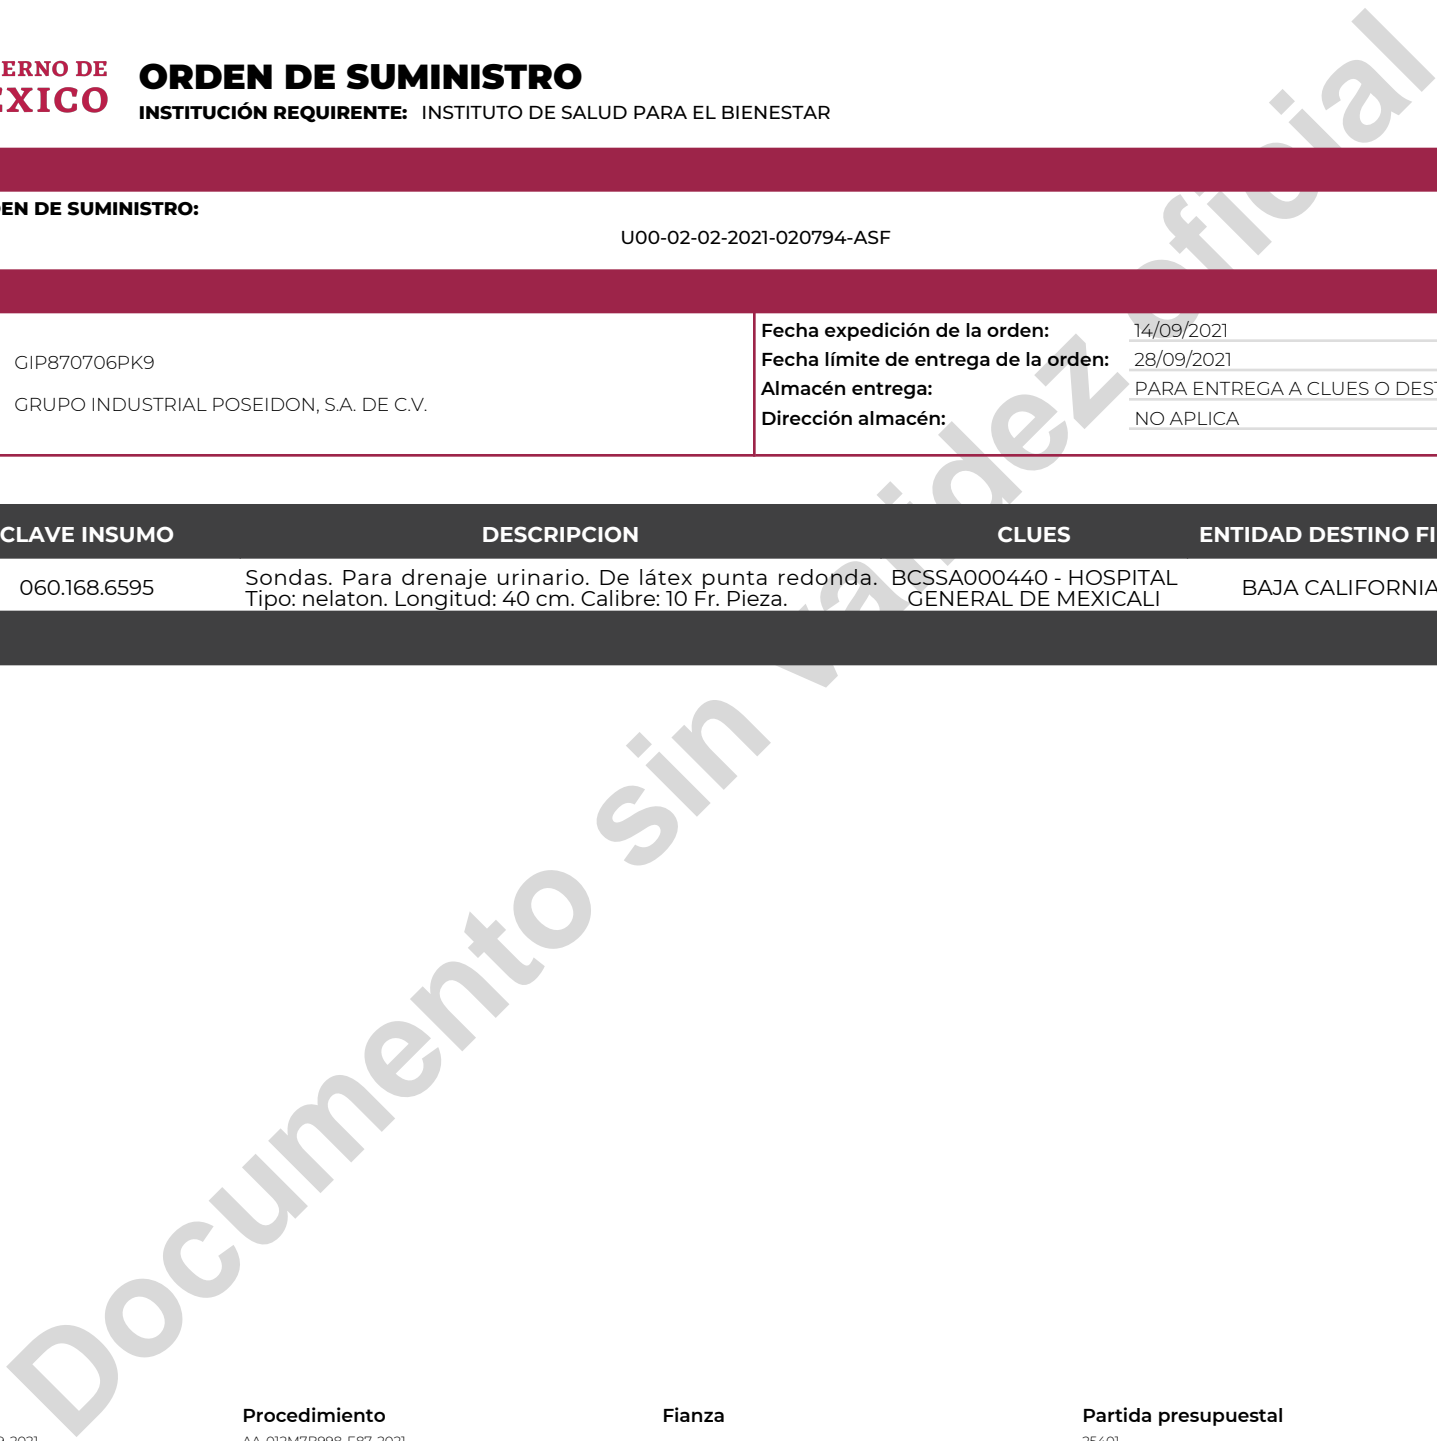 ERNO DE
XICO
ORDEN DE SUMINISTRO
INSTITUCIÓN REQUIRENTE: INSTITUTO DE SALUD PARA EL BIENESTAR
EN DE SUMINISTRO:
U00-02-02-2021-020794-ASF
GIP870706PK9
GRUPO INDUSTRIAL POSEIDON, S.A. DE C.V.
Fecha expedición de la orden: 14/09/2021
Fecha límite de entrega de la orden: 28/09/2021
Almacén entrega: PARA ENTREGA A CLUES O DEST
Dirección almacén: NO APLICA
CLAVE INSUMO DESCRIPCION CLUES ENTIDAD DESTINO FI
060.168.6595 Sondas. Para drenaje urinario. De látex punta redonda. BCSSA000440 - HOSPITAL BAJA CALIFORNIA
Tipo: nelaton. Longitud: 40 cm. Calibre: 10 Fr. Pieza. GENERAL DE MEXICALI
Documento sin validez oficial
Procedimiento Fianza Partida presupuestal